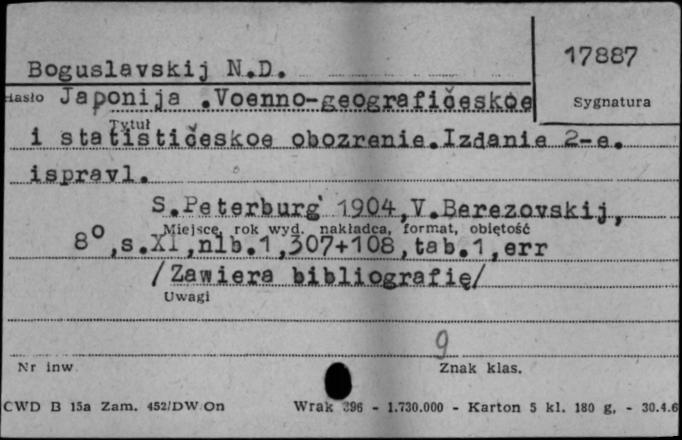 17887
Boguslavskij N.D.
Hasło Japonija .Voenno-geografičeskoe
Sygnatura
Tytuł
i statističeskoe obozrenie.Izdanie 2-e.
ispravl.
S.Peterburg' 1904,V.Berezovskij,
Miejsce, rok wyd. nakładca, format, objętość
8°,s.XI,nlb.1,307+108,tab.1,err
/Zawiera bibliografię/
Uwagi
9
Nr inw
Znak klas.
CWD B 15a Zam. 452/DW/On Wrak 396 - 1.730.000 - Karton 5 kl. 180 g, - 30.4.6